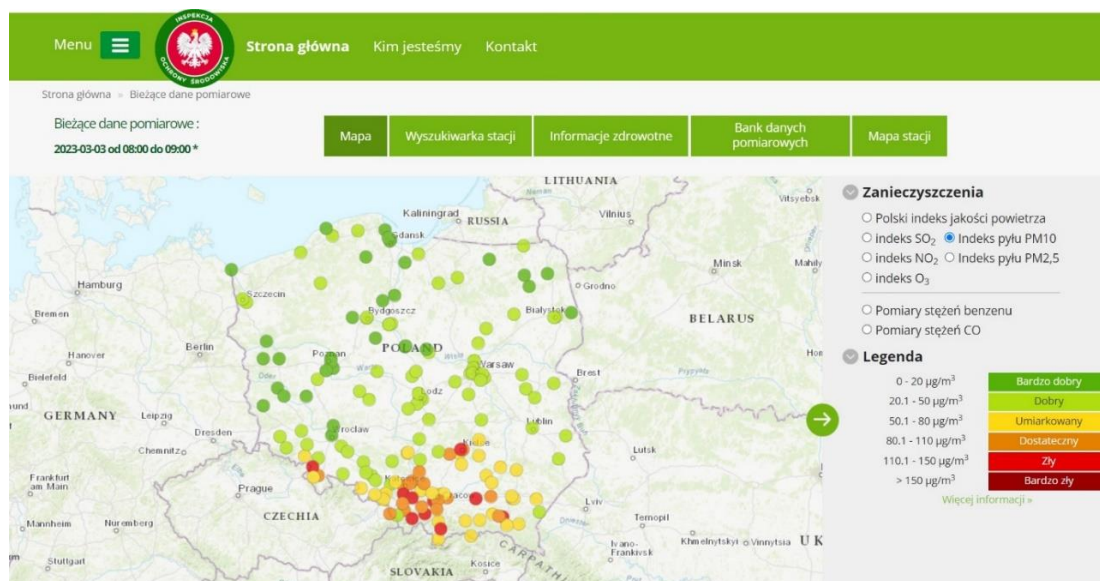 Menu
INSPEKCJA
OCHRONY ŚRODOWISKA
Strona główna Kim jesteśmy Kontakt
Strona główna » Bieżące dane pomiarowe
Bieżące dane pomiarowe :
2023-03-03 od 08:00 do 09:00 *
Mapa
Wyszukiwarka stacji
Informacje zdrowotne
Bank danych
pomiarowych
Mapa stacji
LITHUANIA
Vitsyebsk
Kaliningrad
RUSSIA
Vilnius
Gdansk
Minsk
Hamburg
Szczecin
Grodno
Bremen
Bydgoszcz
Bialystok
BELARUS
Berlin
Poznan
POLAND
Hanover
Warsaw
Brest
Bielefeld
Oder
Lodz
GERMANY
Leipzig
Lublin
Dresden
Wroclaw
Lutsk
Chemnitz
Frankfurt
am Main
Prague
Lviv
CZECHIA
Ternopil
Mannheim
Nuremberg
Ivano-
Frankivsk
Khmelnytskyi
Vinnytsia
U K
Stuttgart
Kosice
SLOVAKIA
CARPATHI
Zanieczyszczenia
Polski indeks jakości powietrza
indeks SO₂ Indeks pyłu PM10
indeks NO₂ Indeks pyłu PM2,5
indeks O₃
Pomiary stężeń benzenu
Pomiary stężeń CO
Legenda
0 - 20 µg/m³ Bardzo dobry
20.1 - 50 µg/m³ Dobry
50.1 - 80 µg/m³ Umiarkowany
80.1 - 110 µg/m³ Dostateczny
110.1 - 150 µg/m³ Zły
> 150 µg/m³ Bardzo zły
Więcej informacji »